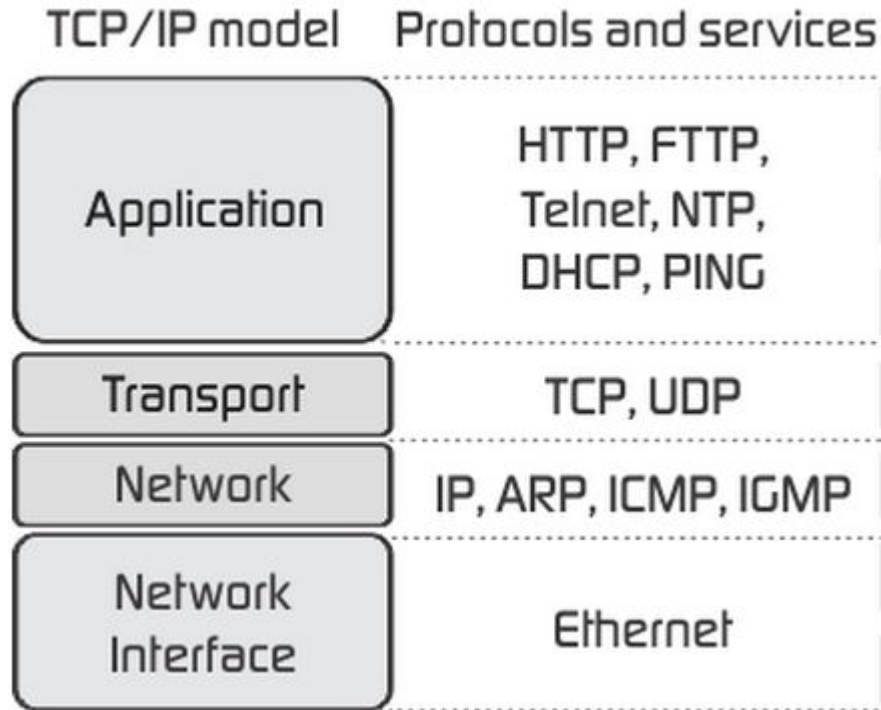 TCP/IP model Protocols and services
Application
HTTP, FTTP,
Telnet, NTP,
DHCP, PING
Transport
TCP, UDP
Network
IP, ARP, ICMP, IGMP
Network
Interface
Ethernet